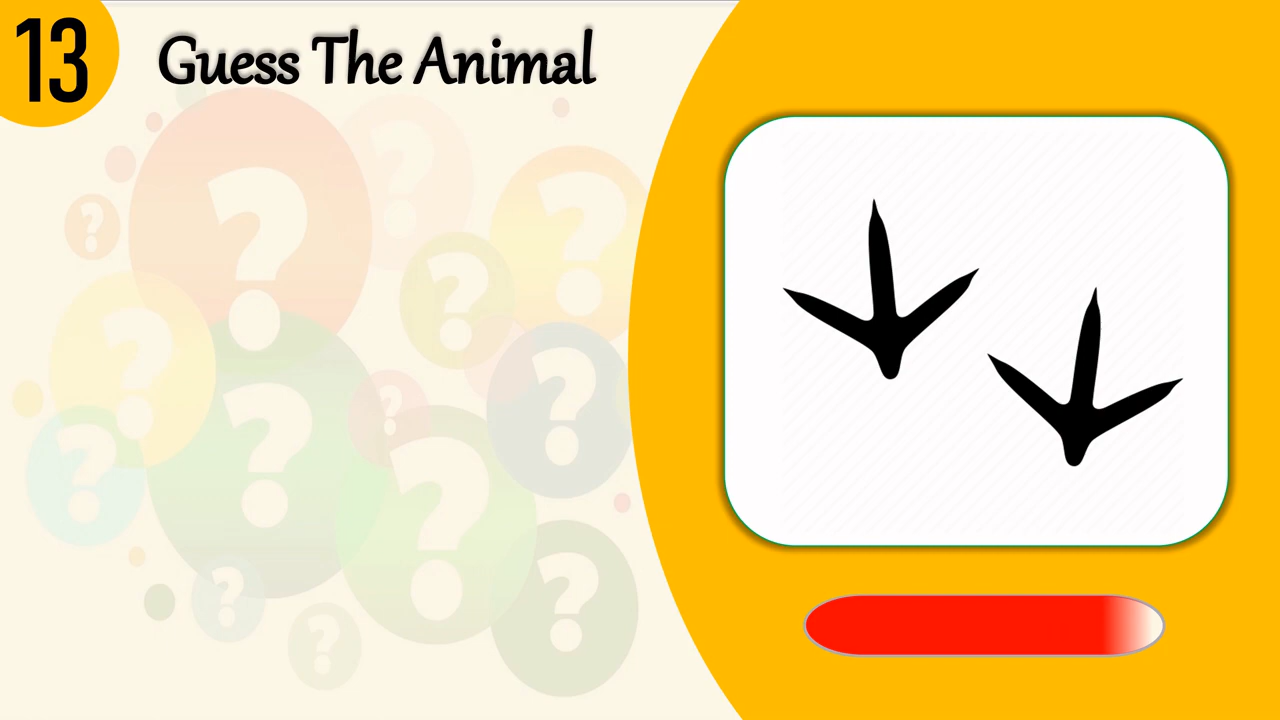 13
Guess The Animal
? ? ? ? ? ? ? ? ? ? ? ? ?